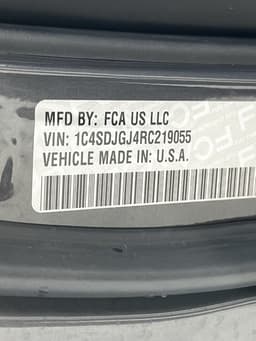 MFD BY: FCA US LLC
VIN: 1C4SDJGJ4RC219055
VEHICLE MADE IN: U.S.A.